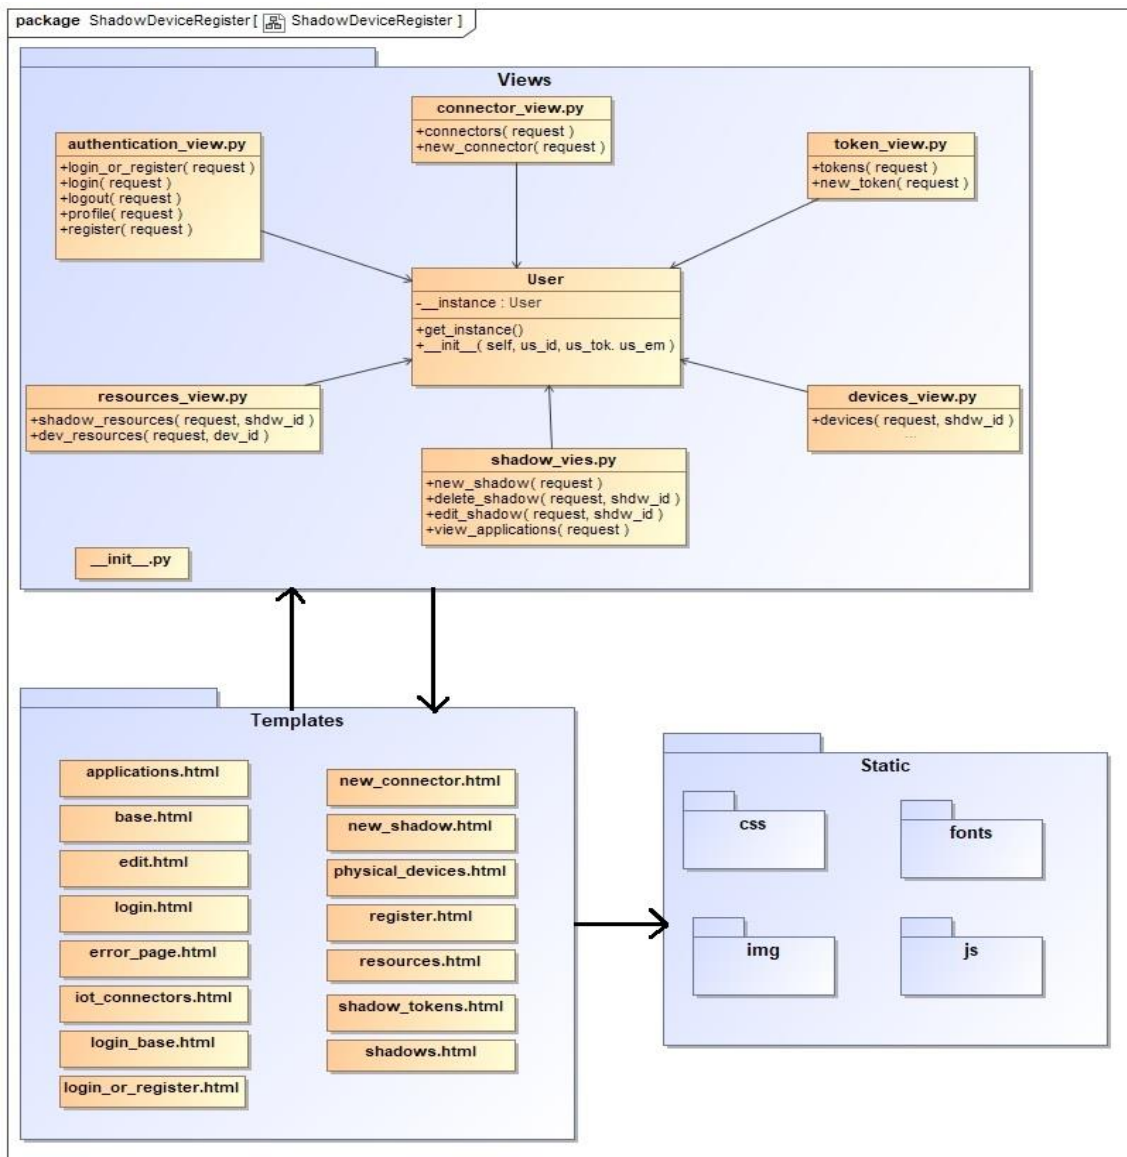 package ShadowDeviceRegister [ ShadowDeviceRegister ]
Views
connector_view.py
+connectors( request )
+new_connector( request )
authentication_view.py
+login_or_register( request )
+login( request )
+logout( request )
+profile( request )
+register( request )
token_view.py
+tokens( request )
+new_token( request )
User
-__instance : User
+get_instance()
+__init__( self, us_id, us_tok. us_em )
resources_view.py
+shadow_resources( request, shdw_id )
+dev_resources( request, dev_id )
devices_view.py
+devices( request, shdw_id )
...
shadow_vies.py
+new_shadow( request )
+delete_shadow( request, shdw_id )
+edit_shadow( request, shdw_id )
+view_applications( request )
__init__.py
Templates
applications.html
base.html
edit.html
login.html
error_page.html
iot_connectors.html
login_base.html
login_or_register.html
new_connector.html
new_shadow.html
physical_devices.html
register.html
resources.html
shadow_tokens.html
shadows.html
Static
css
fonts
img
js